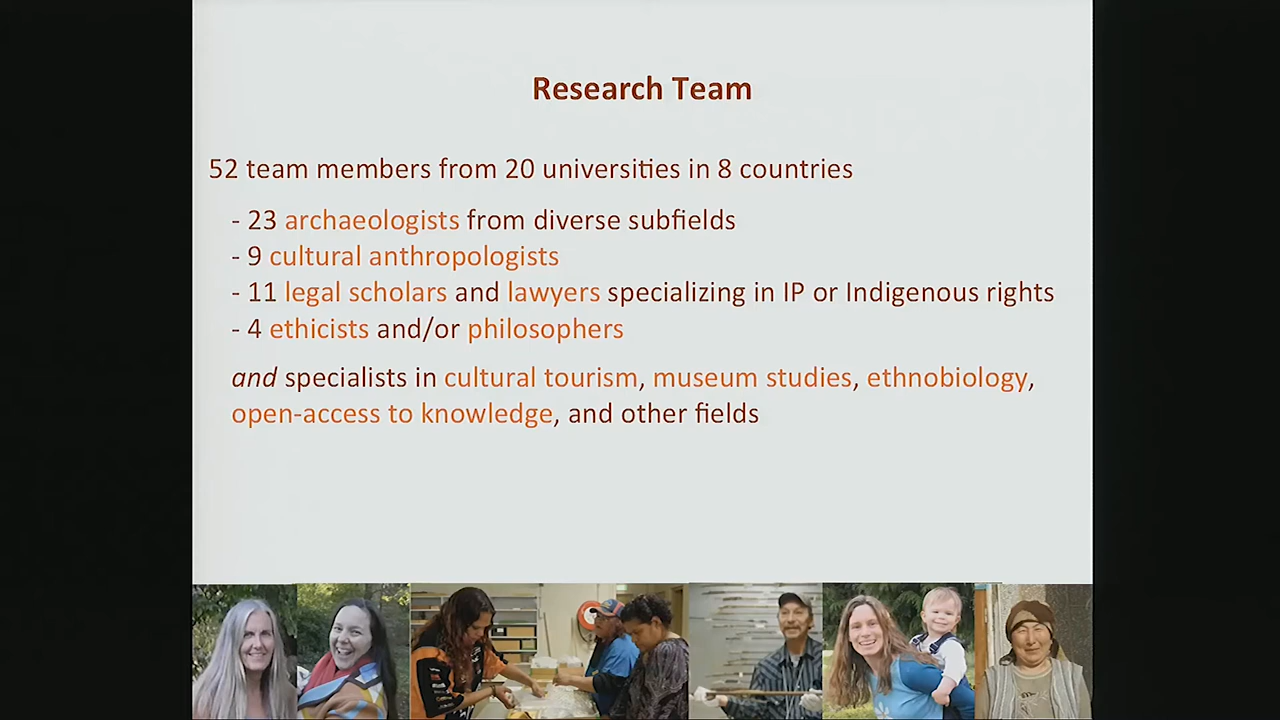 Research Team
52 team members from 20 universities in 8 countries
- 23 archaeologists from diverse subfields
- 9 cultural anthropologists
- 11 legal scholars and lawyers specializing in IP or Indigenous rights
- 4 ethicists and/or philosophers
and specialists in cultural tourism, museum studies, ethnobiology,
open-access to knowledge, and other fields